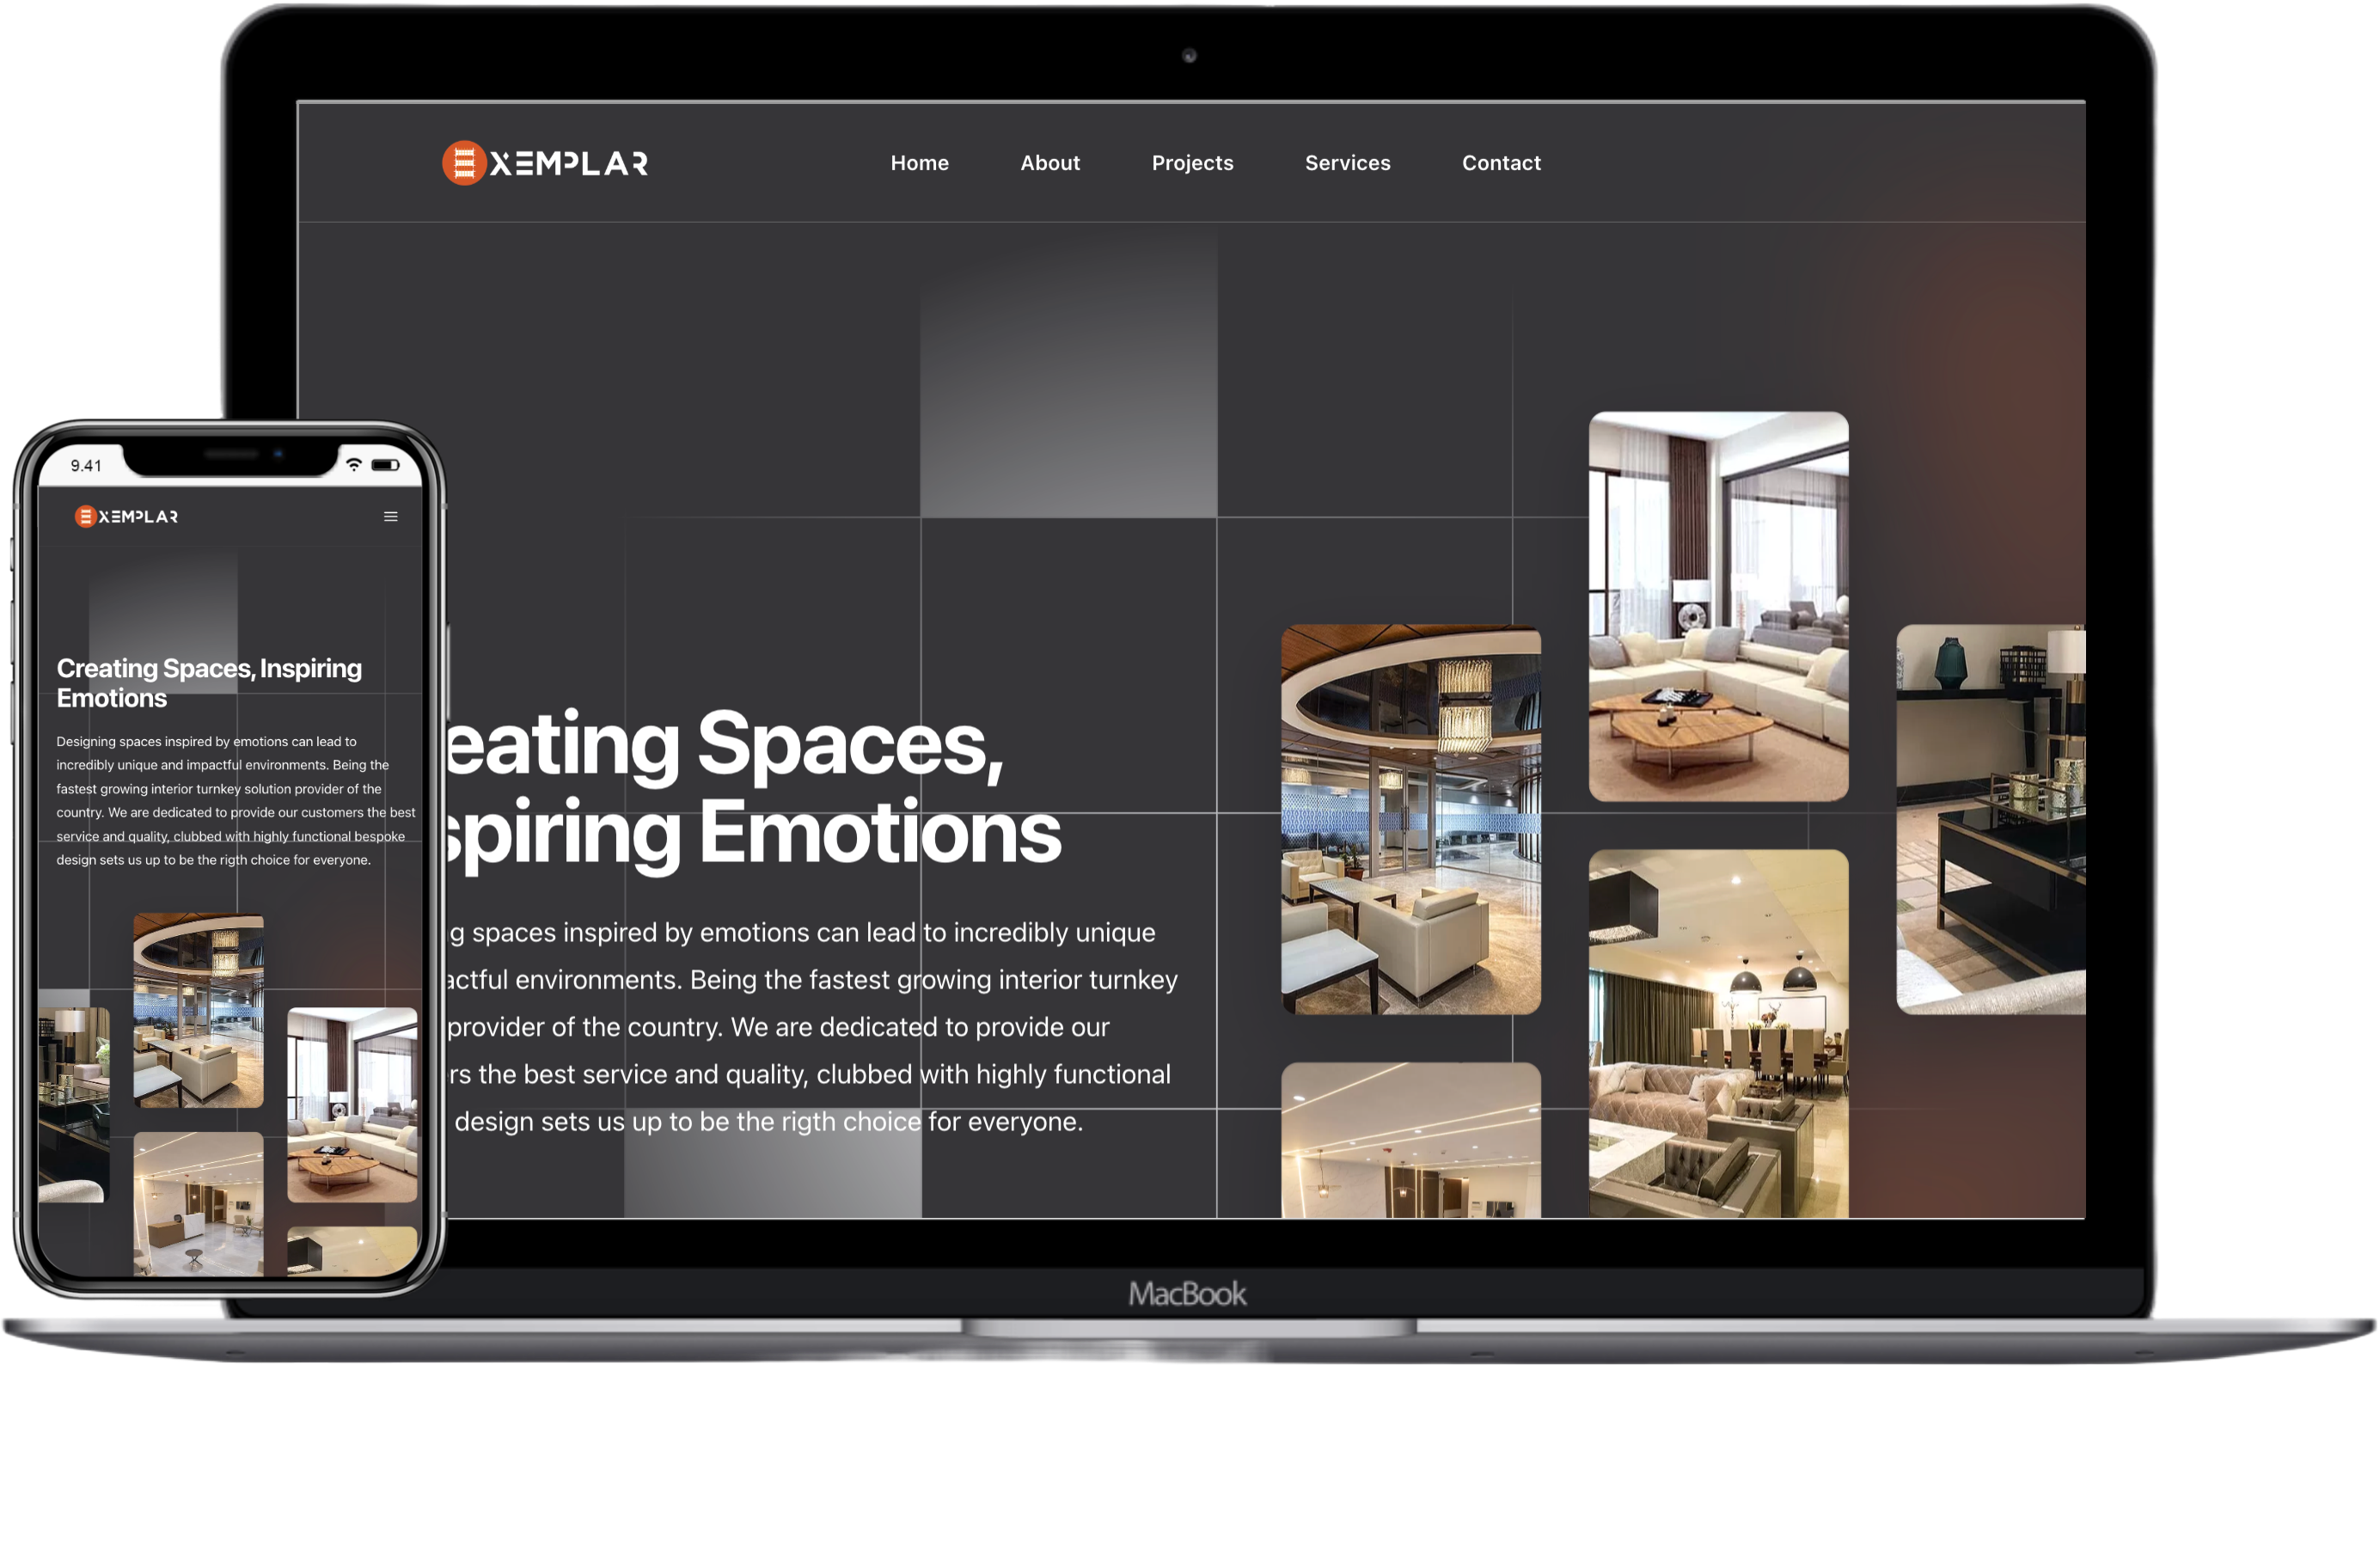 XEMPLAR
Home About Projects Services Contact
eating Spaces,
spiring Emotions
g spaces inspired by emotions can lead to incredibly unique
actful environments. Being the fastest growing interior turnkey
provider of the country. We are dedicated to provide our
rs the best service and quality, clubbed with highly functional
design sets us up to be the rigth choice for everyone.
MacBook
9.41
XEMPLAR
Creating Spaces, Inspiring
Emotions
Designing spaces inspired by emotions can lead to
incredibly unique and impactful environments. Being the
fastest growing interior turnkey solution provider of the
country. We are dedicated to provide our customers the best
service and quality, clubbed with highly functional bespoke
design sets us up to be the rigth choice for everyone.